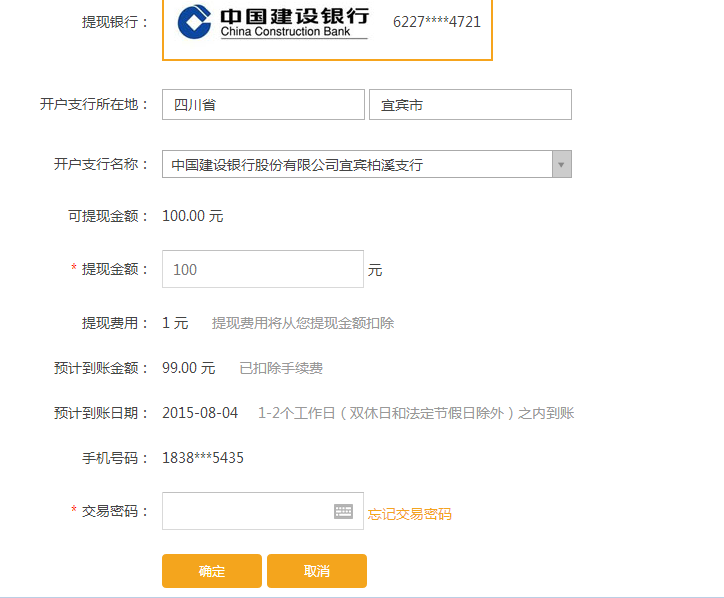 提现银行： 中国建设银行 China Construction Bank 6227****4721
开户支行所在地： 四川省 宜宾市
开户支行名称： 中国建设银行股份有限公司宜宾柏溪支行
可提现金额： 100.00 元
* 提现金额： 100 元
提现费用： 1 元 提现费用将从您提现金额扣除
预计到账金额： 99.00 元 已扣除手续费
预计到账日期： 2015-08-04 1-2个工作日（双休日和法定节假日除外）之内到账
手机号码： 1838***5435
* 交易密码： 忘记交易密码
确定 取消